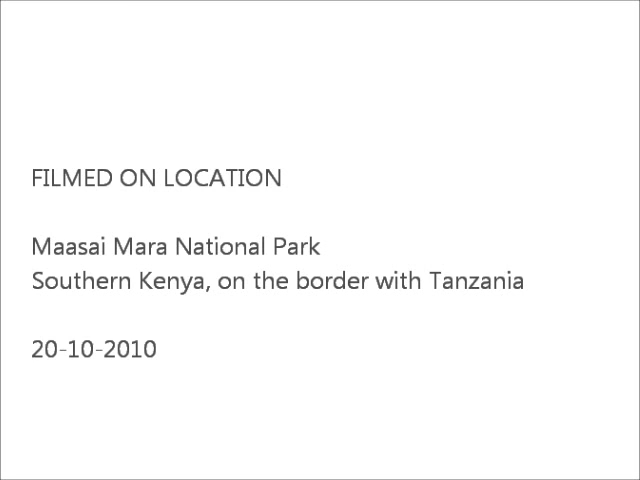 FILMED ON LOCATION
Maasai Mara National Park
Southern Kenya, on the border with Tanzania
20-10-2010